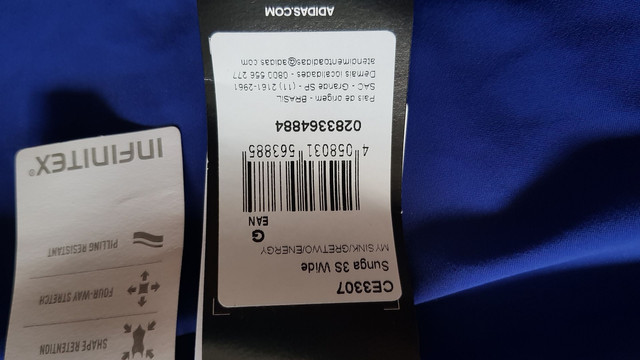 CE3307
Sunga 3S Wide
MYSINK/GRETWO/ENERGY
G
EAN
4 058031 563885
0283364884
País de origem - BRASIL
SAC - Grande SP - (11) 2161-2961
Demais localidades - 0800 556 277
atendimentoadidas@adidas.com
ADIDAS.COM
SHAPE RETENTION
FOUR-WAY STRETCH
PILLING RESISTANT
INFINITEX®